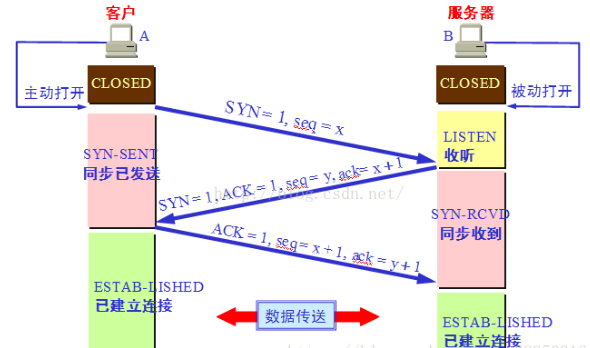 客户
服务器
A
B
CLOSED
CLOSED
主动打开
被动打开
SYN=1, seq=x
LISTEN
收听
SYN-SENT
同步已发送
SYN=1, ACK=1, seq=y, ack=x+1
SYN-RCVD
同步收到
ACK=1, seq=x+1, ack=y+1
ESTAB-LISHED
已建立连接
数据传送
ESTAB-LISHED
已建立连接